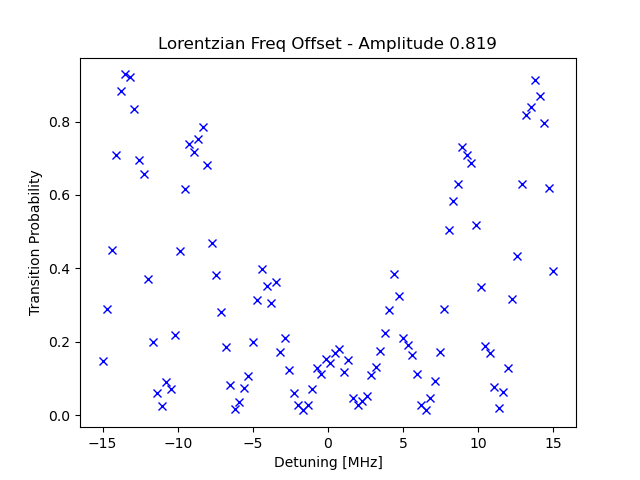 Lorentzian Freq Offset - Amplitude 0.819
Transition Probability
0.8
0.6
0.4
0.2
0.0
−15 −10 −5 0 5 10 15
Detuning [MHz]